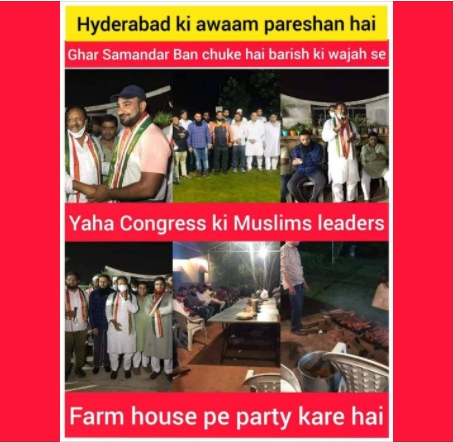 Hyderabad ki awaam pareshan hai
Ghar Samandar Ban chuke hai barish ki wajah se
Yaha Congress ki Muslims leaders
Farm house pe party kare hai